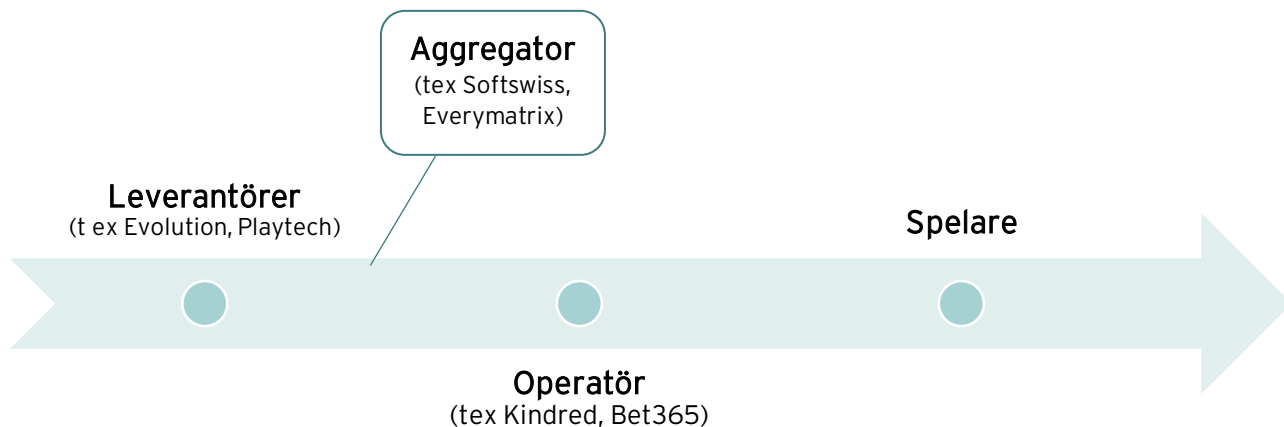 Aggregator
(tex Softswiss,
Everymatrix)
Leverantörer
(t ex Evolution, Playtech)
Spelare
Operatör
(tex Kindred, Bet365)